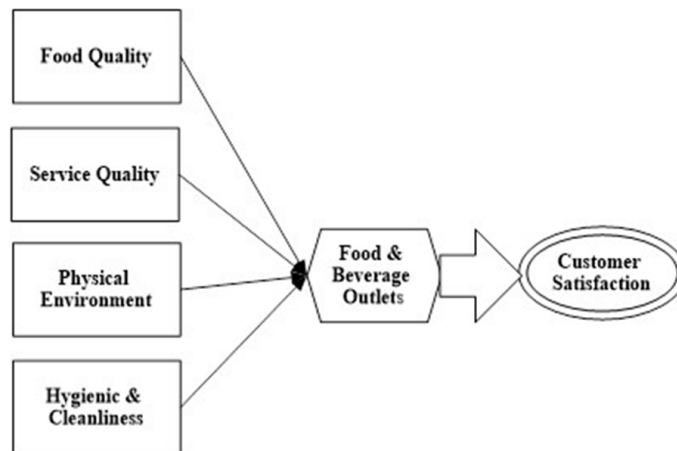 Food Quality
Service Quality
Physical
Environment
Hygienic &
Cleanliness
Food &
Beverage
Outlets
Customer
Satisfaction